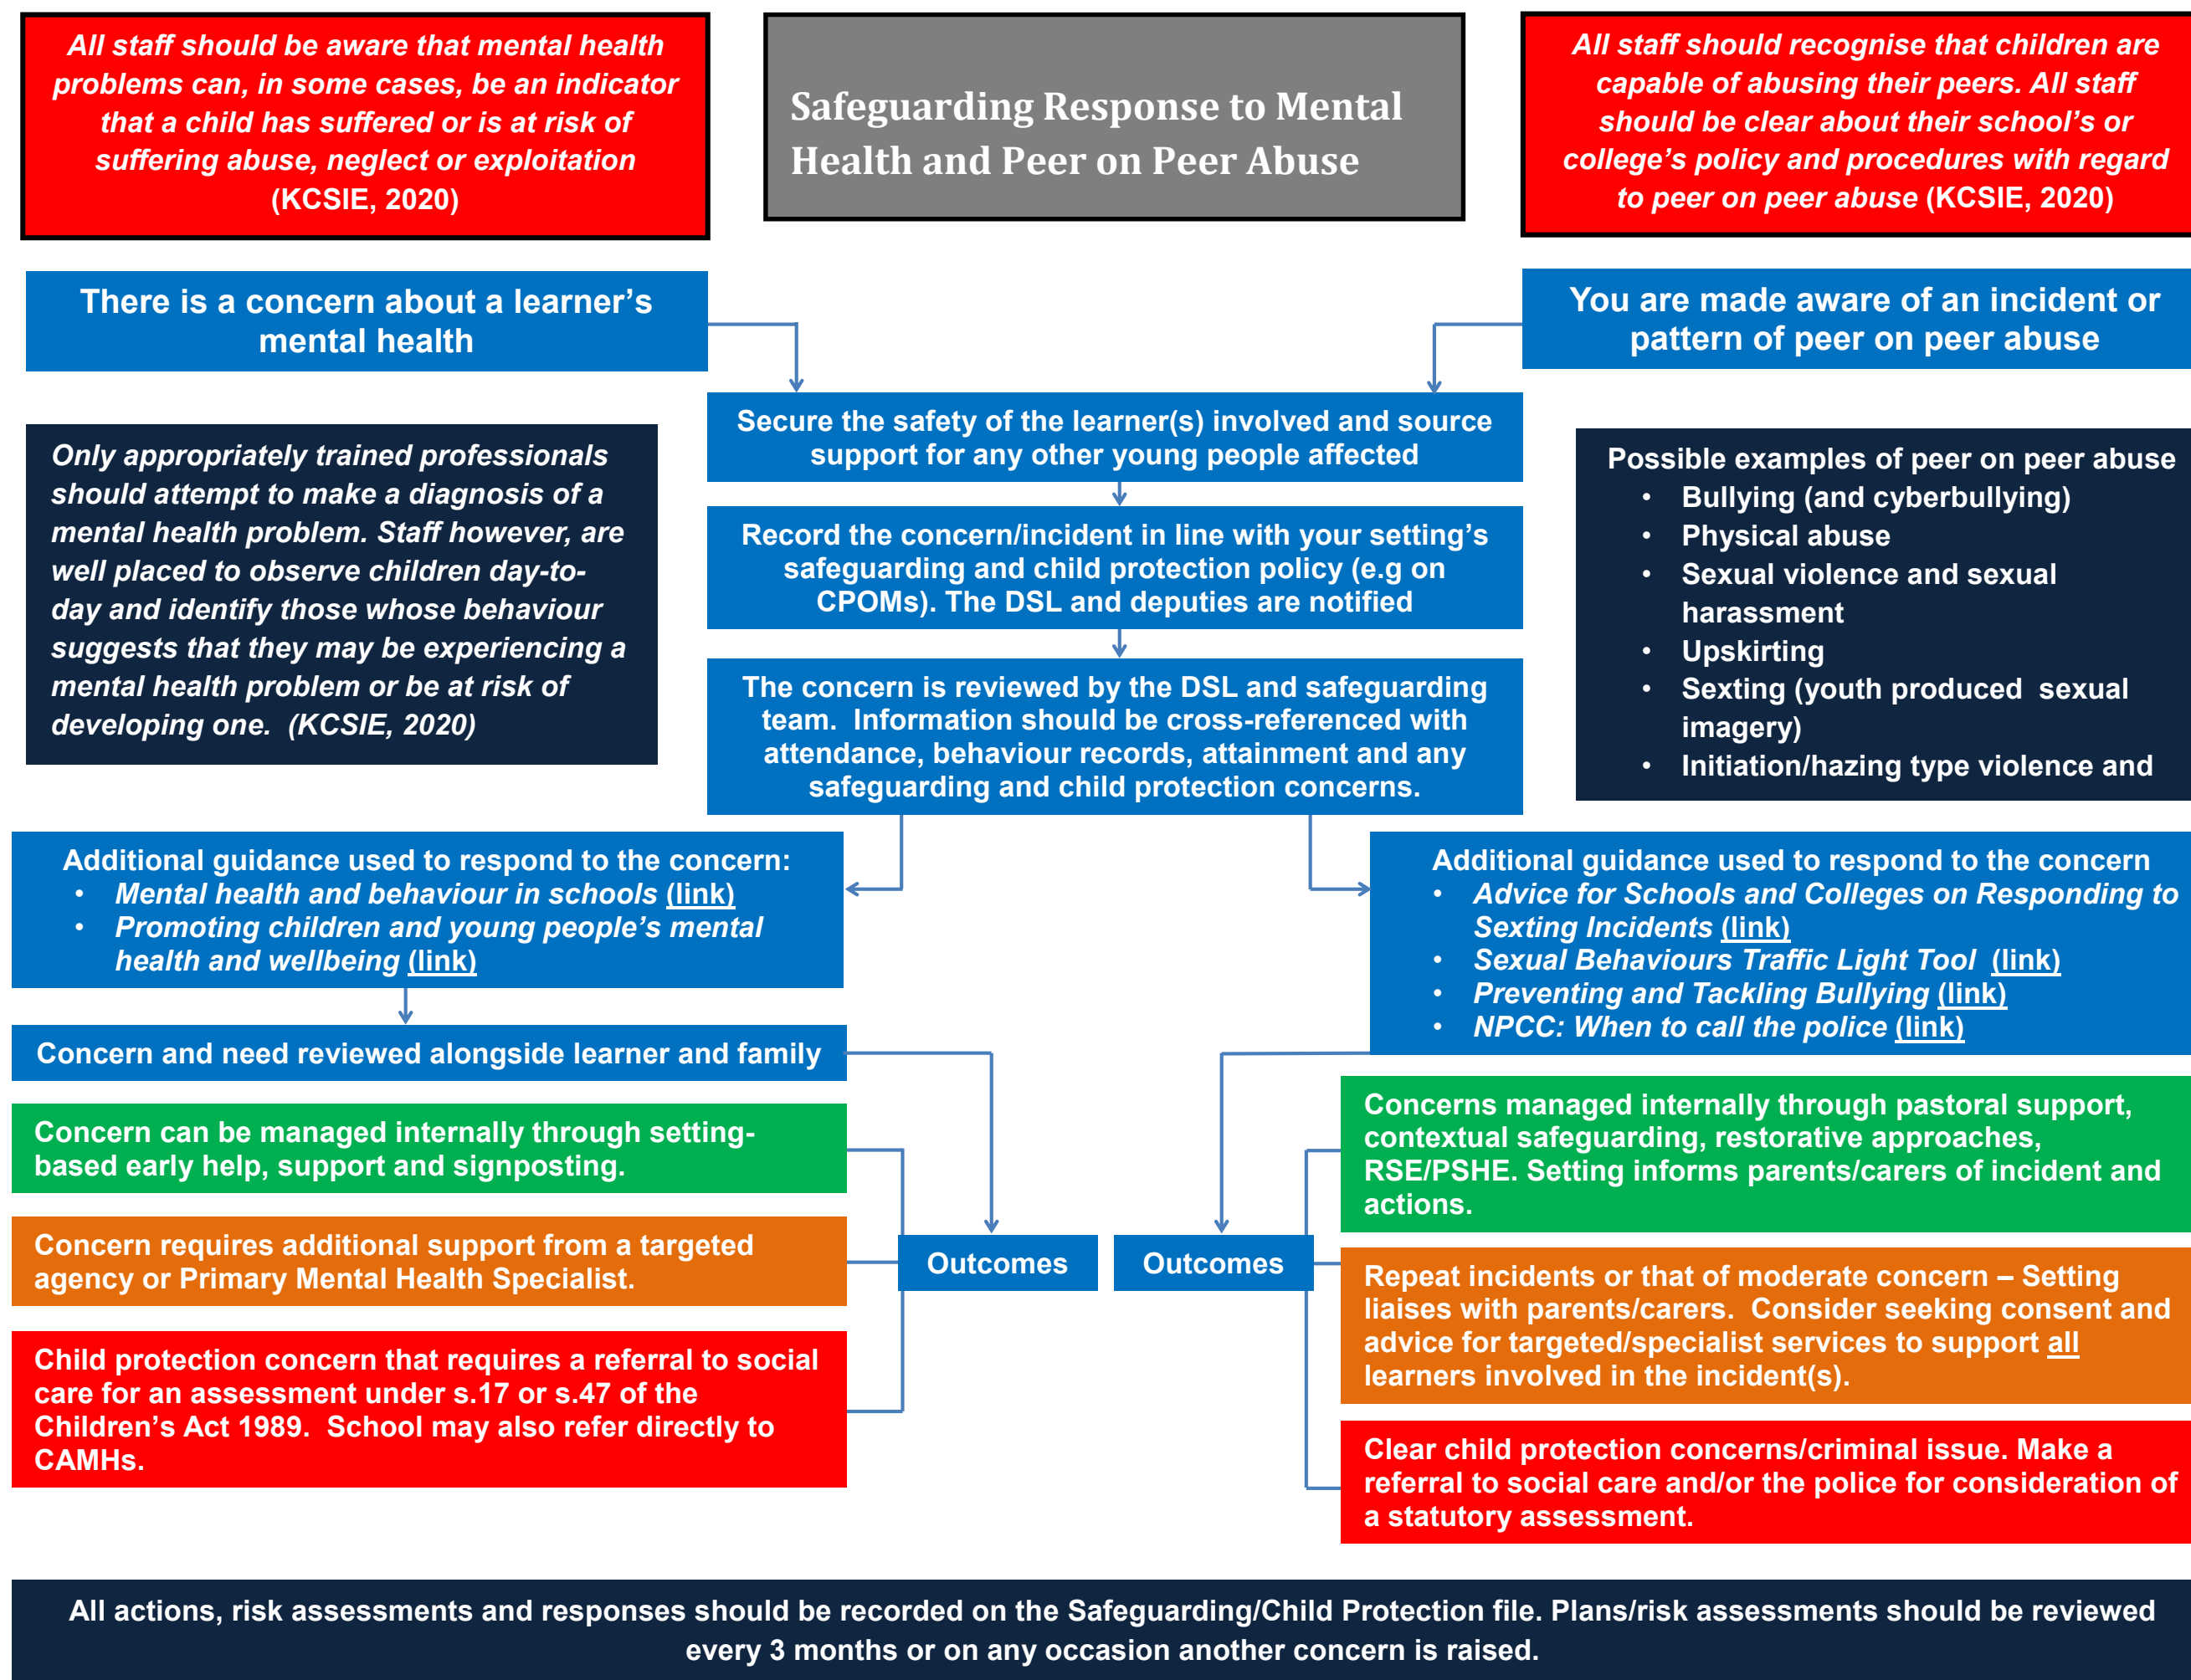 All staff should be aware that mental health
problems can, in some cases, be an indicator
that a child has suffered or is at risk of
suffering abuse, neglect or exploitation
(KCSIE, 2020)
Safeguarding Response to Mental
Health and Peer on Peer Abuse
All staff should recognise that children are
capable of abusing their peers. All staff
should be clear about their school’s or
college’s policy and procedures with regard
to peer on peer abuse (KCSIE, 2020)
There is a concern about a learner’s
mental health
You are made aware of an incident or
pattern of peer on peer abuse
Secure the safety of the learner(s) involved and source
support for any other young people affected
Only appropriately trained professionals
should attempt to make a diagnosis of a
mental health problem. Staff however, are
well placed to observe children day-to-
day and identify those whose behaviour
suggests that they may be experiencing a
mental health problem or be at risk of
developing one.  (KCSIE, 2020)
Record the concern/incident in line with your setting’s
safeguarding and child protection policy (e.g on
CPOMs). The DSL and deputies are notified
The concern is reviewed by the DSL and safeguarding
team.  Information should be cross-referenced with
attendance, behaviour records, attainment and any
safeguarding and child protection concerns.
Possible examples of peer on peer abuse
• Bullying (and cyberbullying)
• Physical abuse
• Sexual violence and sexual
harassment
• Upskirting
• Sexting (youth produced  sexual
imagery)
• Initiation/hazing type violence and
Additional guidance used to respond to the concern:
• Mental health and behaviour in schools (link)
• Promoting children and young people’s mental
health and wellbeing (link)
Additional guidance used to respond to the concern
• Advice for Schools and Colleges on Responding to
Sexting Incidents (link)
• Sexual Behaviours Traffic Light Tool  (link)
• Preventing and Tackling Bullying (link)
• NPCC: When to call the police (link)
Concern and need reviewed alongside learner and family
Concern can be managed internally through setting-
based early help, support and signposting.
Concern requires additional support from a targeted
agency or Primary Mental Health Specialist.
Child protection concern that requires a referral to social
care for an assessment under s.17 or s.47 of the
Children’s Act 1989.  School may also refer directly to
CAMHs.
Outcomes
Outcomes
Concerns managed internally through pastoral support,
contextual safeguarding, restorative approaches,
RSE/PSHE. Setting informs parents/carers of incident and
actions.
Repeat incidents or that of moderate concern – Setting
liaises with parents/carers.  Consider seeking consent and
advice for targeted/specialist services to support all
learners involved in the incident(s).
Clear child protection concerns/criminal issue. Make a
referral to social care and/or the police for consideration of
a statutory assessment.
All actions, risk assessments and responses should be recorded on the Safeguarding/Child Protection file. Plans/risk assessments should be reviewed
every 3 months or on any occasion another concern is raised.